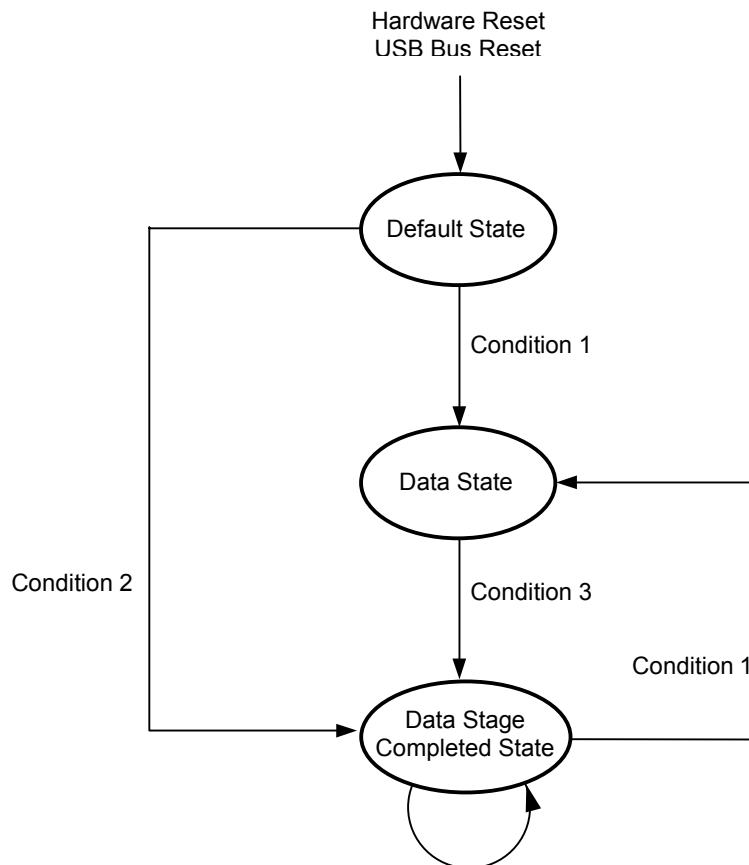 Hardware Reset
USB Bus Reset
Default State
Condition 1
Data State
Condition 2
Condition 3
Condition 1
Data Stage
Completed State